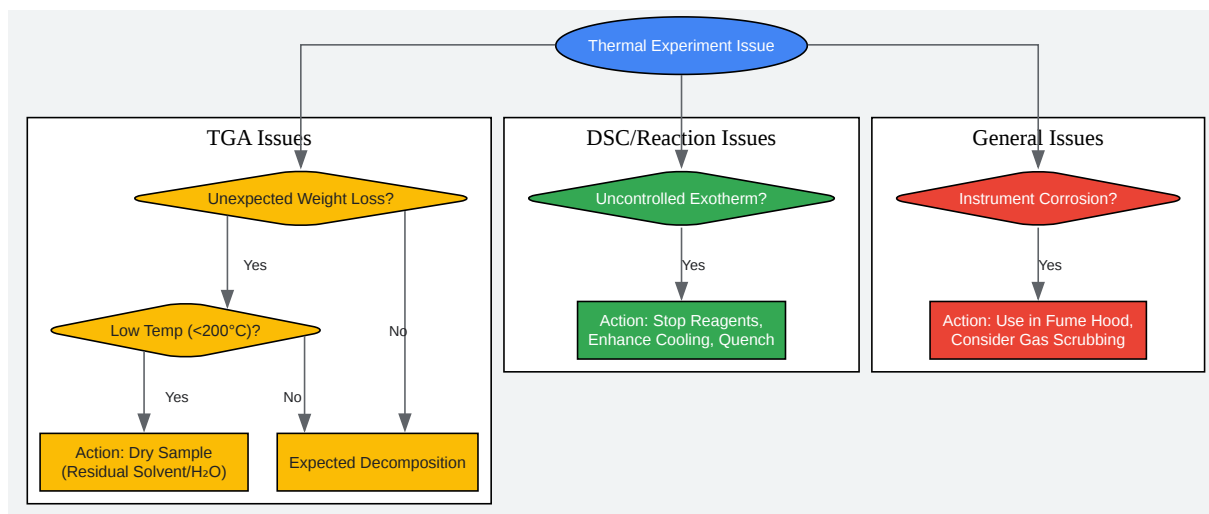 Thermal Experiment Issue
TGA Issues
DSC/Reaction Issues
General Issues
Unexpected Weight Loss?
Uncontrolled Exotherm?
Instrument Corrosion?
Yes
Yes
Yes
Low Temp (<200°C)?
No
Action: Stop Reagents,
Enhance Cooling, Quench
Action: Use in Fume Hood,
Consider Gas Scrubbing
Yes
No
Action: Dry Sample
(Residual Solvent/H₂O)
Expected Decomposition